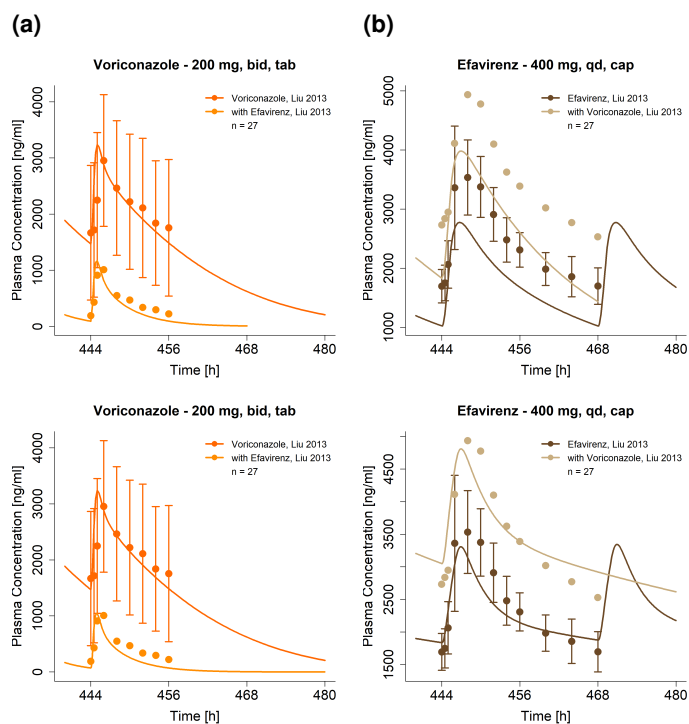 (a)
(b)
Voriconazole - 200 mg, bid, tab
Plasma Concentration [ng/ml]
4000
3000
2000
1000
0
Voriconazole, Liu 2013
with Efavirenz, Liu 2013
n = 27
444
456
468
480
Time [h]
Efavirenz - 400 mg, qd, cap
Plasma Concentration [ng/ml]
5000
4000
3000
2000
1000
Efavirenz, Liu 2013
with Voriconazole, Liu 2013
n = 27
444
456
468
480
Time [h]
Voriconazole - 200 mg, bid, tab
Plasma Concentration [ng/ml]
4000
3000
2000
1000
0
Voriconazole, Liu 2013
with Efavirenz, Liu 2013
n = 27
444
456
468
480
Time [h]
Efavirenz - 400 mg, qd, cap
Plasma Concentration [ng/ml]
4500
3500
2500
1500
Efavirenz, Liu 2013
with Voriconazole, Liu 2013
n = 27
444
456
468
480
Time [h]